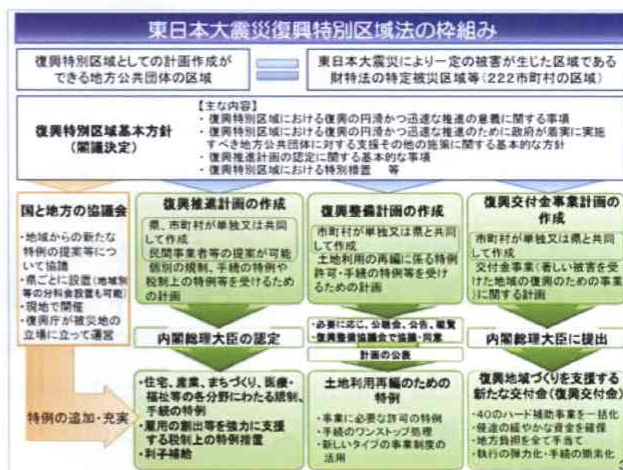 東日本大震災復興特別区域法の枠組み
復興特別区域としての計画作成が
できる地方公共団体の区域
東日本大震災により一定の被害が生じた区域である
財特法の特定被災区域等(222市町村の区域)
復興特別区域基本方針
(閣議決定)
【主な内容】
・復興特別区域における復興の円滑かつ迅速な推進の意義に関する事項
・復興特別区域における復興の円滑かつ迅速な推進のために政府が着実に実施
すべき地方公共団体に対する支援その他の施策に関する基本的な方針
・復興推進計画の認定に関する基本的な事項
・復興特別区域における特別措置 等
国と地方の協議会
・地域からの新たな
特例の提案等につ
いて協議
・県ごとに設置(地域別
等の分科会設置も可能)
・現地で開催
・復興庁が被災地の
立場に立って運営
特例の追加・充実
復興推進計画の作成
県、市町村が単独又は共同
して作成
民間事業者等の提案が可能
個別の規制、手続の特例や
税制上の特例等を受けるため
の計画
内閣総理大臣の認定
・住宅、産業、まちづくり、医療・
福祉等の各分野にわたる規制、
手続の特例
・雇用の創出等を強力に支援
する税制上の特例措置
・利子補給
復興整備計画の作成
市町村が単独又は県と共同
して作成
土地利用の再編に係る特例
許可・手続の特例等を受け
るための計画
・必要に応じ、公聴会、公告、縦覧
・復興整備協議会で協議・同意
計画の公表
土地利用再編のための
特例
・事業に必要な許可の特例
・手続のワンストップ処理
・新しいタイプの事業制度の
活用
復興交付金事業計画の
作成
市町村が単独又は県と共同
して作成
交付金事業(著しい被害を受
けた地域の復興のための事業
)に関する計画
内閣総理大臣に提出
復興地域づくりを支援する
新たな交付金(復興交付金)
・40のハード補助事業を一括化
・使途の緩やかな資金を確保
・地方負担を全て手当て
・執行の弾力化・手続の簡素化